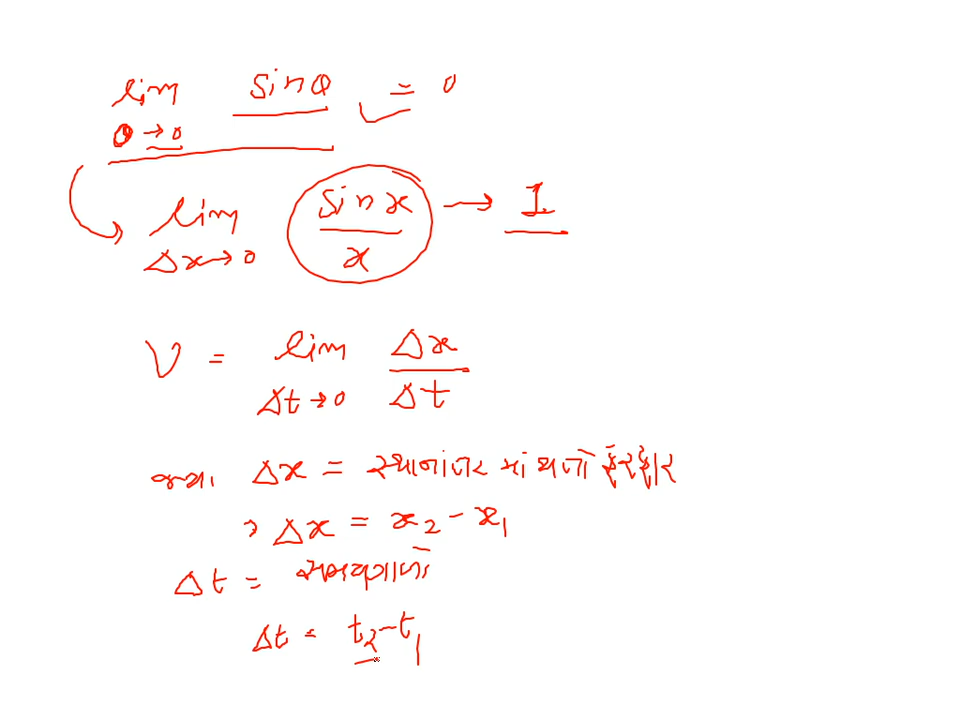 lim sinθ = 0
θ → 0
lim sin x / x → 1
Δx → 0
V = lim Δx / Δt
Δt → 0
જ્યાં Δx = સ્થાનાંતર માં થતો ફેરફાર
Δx = x₂ - x₁
Δt = સમયગાળો
Δt = t₂ - t₁